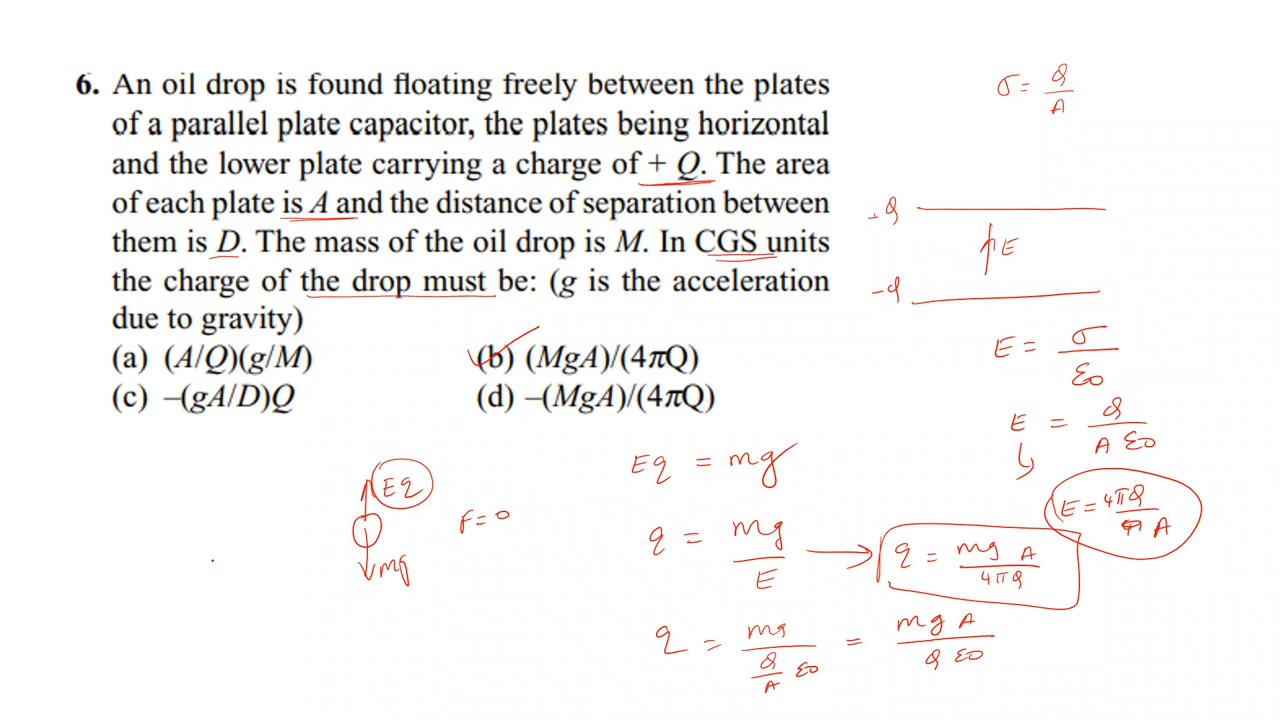 6. An oil drop is found floating freely between the plates
of a parallel plate capacitor, the plates being horizontal
and the lower plate carrying a charge of + Q. The area
of each plate is A and the distance of separation between
them is D. The mass of the oil drop is M. In CGS units
the charge of the drop must be: (g is the acceleration
due to gravity)
(a) (A/Q)(g/M) (b) (MgA)/(4πQ)
(c) –(gA/D)Q (d) –(MgA)/(4πQ)
σ = Q/A
+Q
E
-Q
E = σ/ε0
E = Q/(A ε0)
E = 4πQ/A
Eq
mg
F=0
Eq = mg
q = mg/E → q = mg A/4πQ
q = mg/(Q/A ε0) = mg A/(Q ε0)